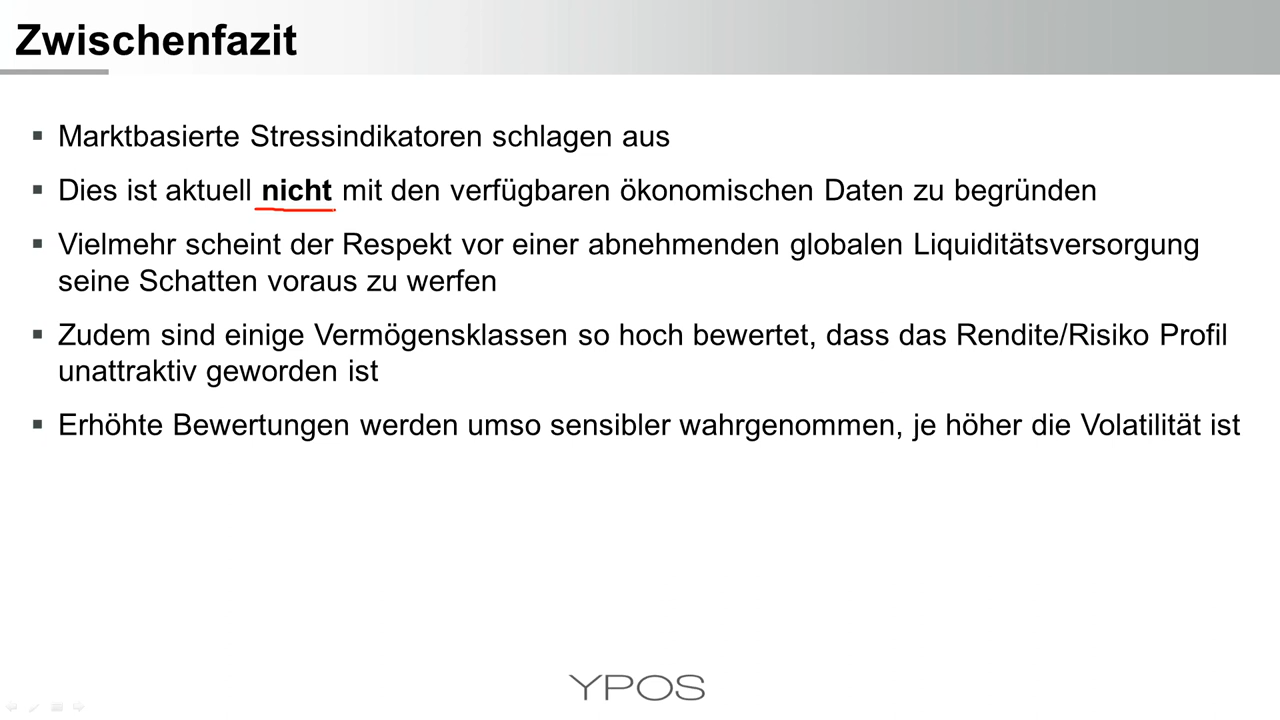 Zwischenfazit
Marktbasierte Stressindikatoren schlagen aus
Dies ist aktuell nicht mit den verfügbaren ökonomischen Daten zu begründen
Vielmehr scheint der Respekt vor einer abnehmenden globalen Liquiditätsversorgung
seine Schatten voraus zu werfen
Zudem sind einige Vermögensklassen so hoch bewertet, dass das Rendite/Risiko Profil
unattraktiv geworden ist
Erhöhte Bewertungen werden umso sensibler wahrgenommen, je höher die Volatilität ist
YPOS